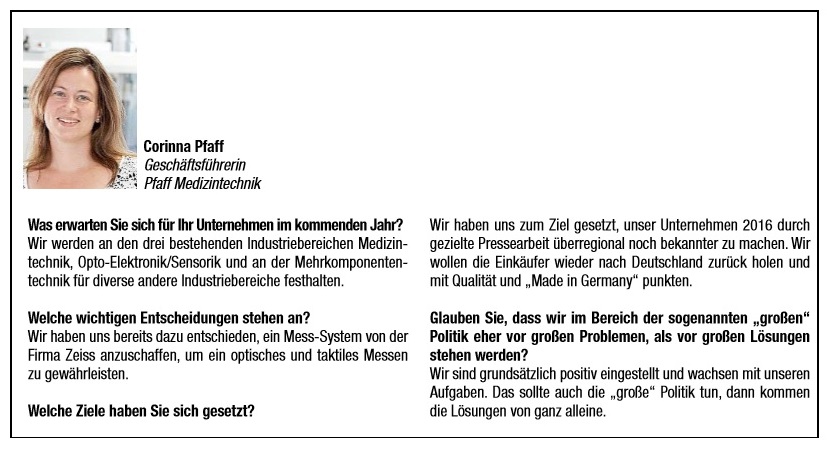 Corinna Pfaff
Geschäftsführerin
Pfaff Medizintechnik
Was erwarten Sie sich für Ihr Unternehmen im kommenden Jahr?
Wir werden an den drei bestehenden Industriebereichen Medizin-
technik, Opto-Elektronik/Sensorik und an der Mehrkomponenten-
technik für diverse andere Industriebereiche festhalten.
Welche wichtigen Entscheidungen stehen an?
Wir haben uns bereits dazu entschieden, ein Mess-System von der
Firma Zeiss anzuschaffen, um ein optisches und taktiles Messen
zu gewährleisten.
Welche Ziele haben Sie sich gesetzt?
Wir haben uns zum Ziel gesetzt, unser Unternehmen 2016 durch
gezielte Pressearbeit überregional noch bekannter zu machen. Wir
wollen die Einkäufer wieder nach Deutschland zurück holen und
mit Qualität und „Made in Germany“ punkten.
Glauben Sie, dass wir im Bereich der sogenannten „großen“
Politik eher vor großen Problemen, als vor großen Lösungen
stehen werden?
Wir sind grundsätzlich positiv eingestellt und wachsen mit unseren
Aufgaben. Das sollte auch die „große“ Politik tun, dann kommen
die Lösungen von ganz alleine.